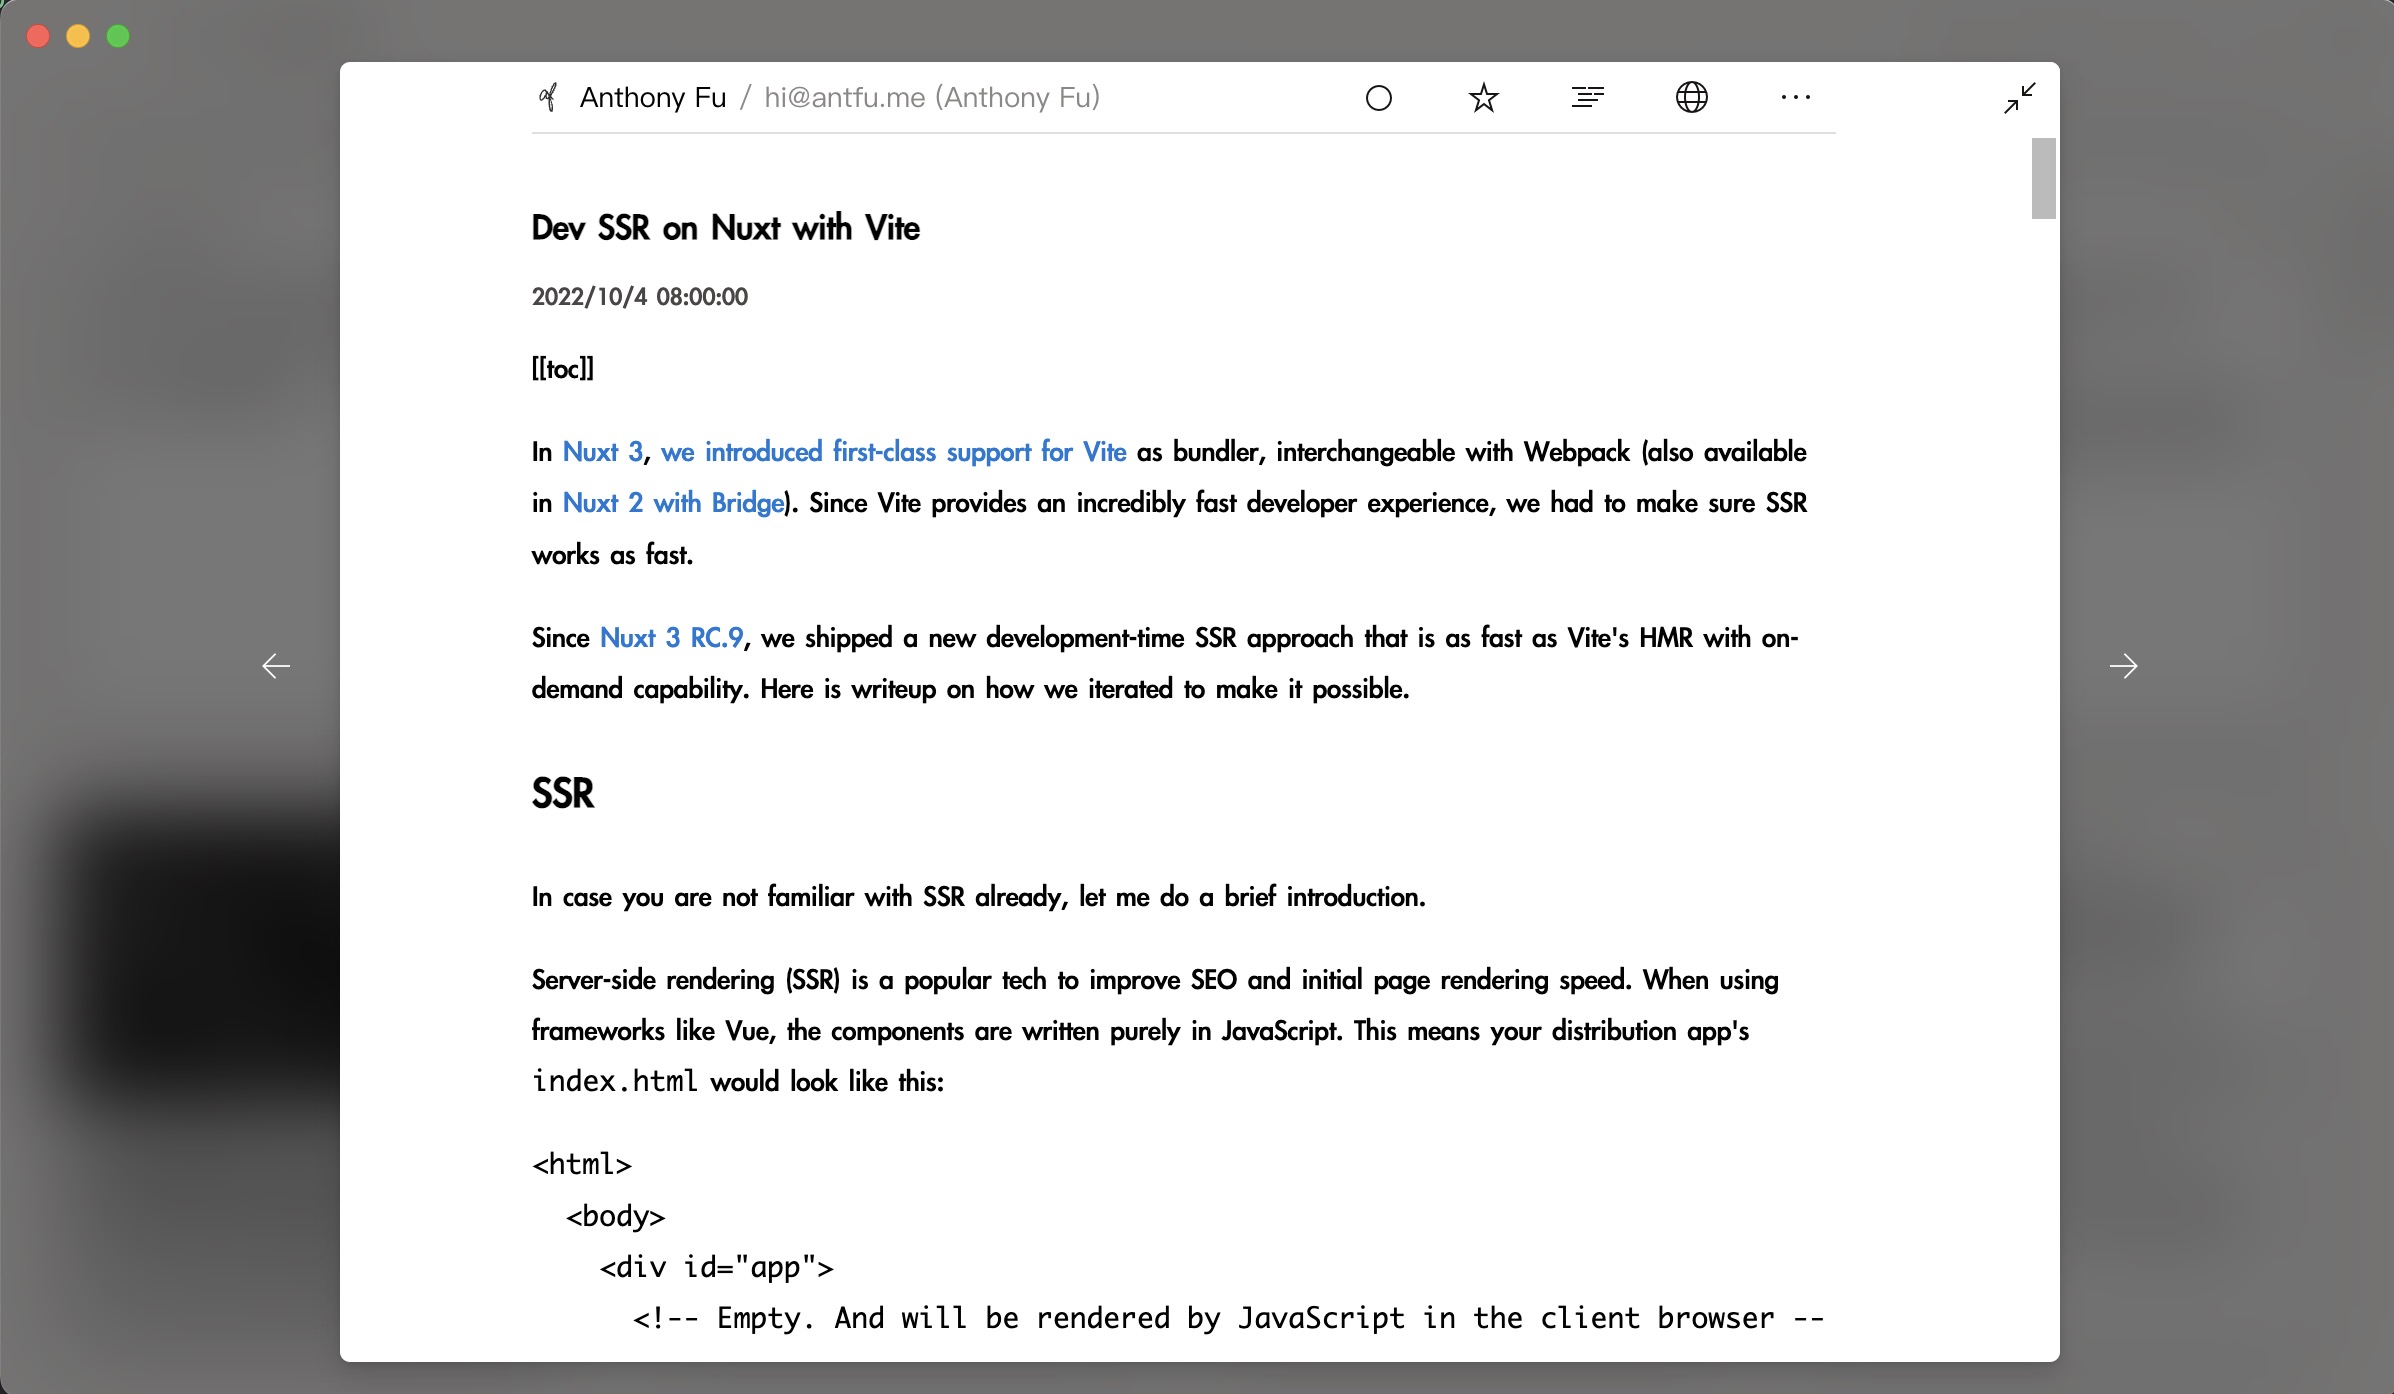 Anthony Fu / hi@antfu.me (Anthony Fu)
Dev SSR on Nuxt with Vite
2022/10/4 08:00:00
[[toc]]
In Nuxt 3, we introduced first-class support for Vite as bundler, interchangeable with Webpack (also available
in Nuxt 2 with Bridge). Since Vite provides an incredibly fast developer experience, we had to make sure SSR
works as fast.
Since Nuxt 3 RC.9, we shipped a new development-time SSR approach that is as fast as Vite's HMR with on-
demand capability. Here is writeup on how we iterated to make it possible.
SSR
In case you are not familiar with SSR already, let me do a brief introduction.
Server-side rendering (SSR) is a popular tech to improve SEO and initial page rendering speed. When using
frameworks like Vue, the components are written purely in JavaScript. This means your distribution app's
index.html would look like this:
<html>
  <body>
    <div id="app">
      <!-- Empty. And will be rendered by JavaScript in the client browser --